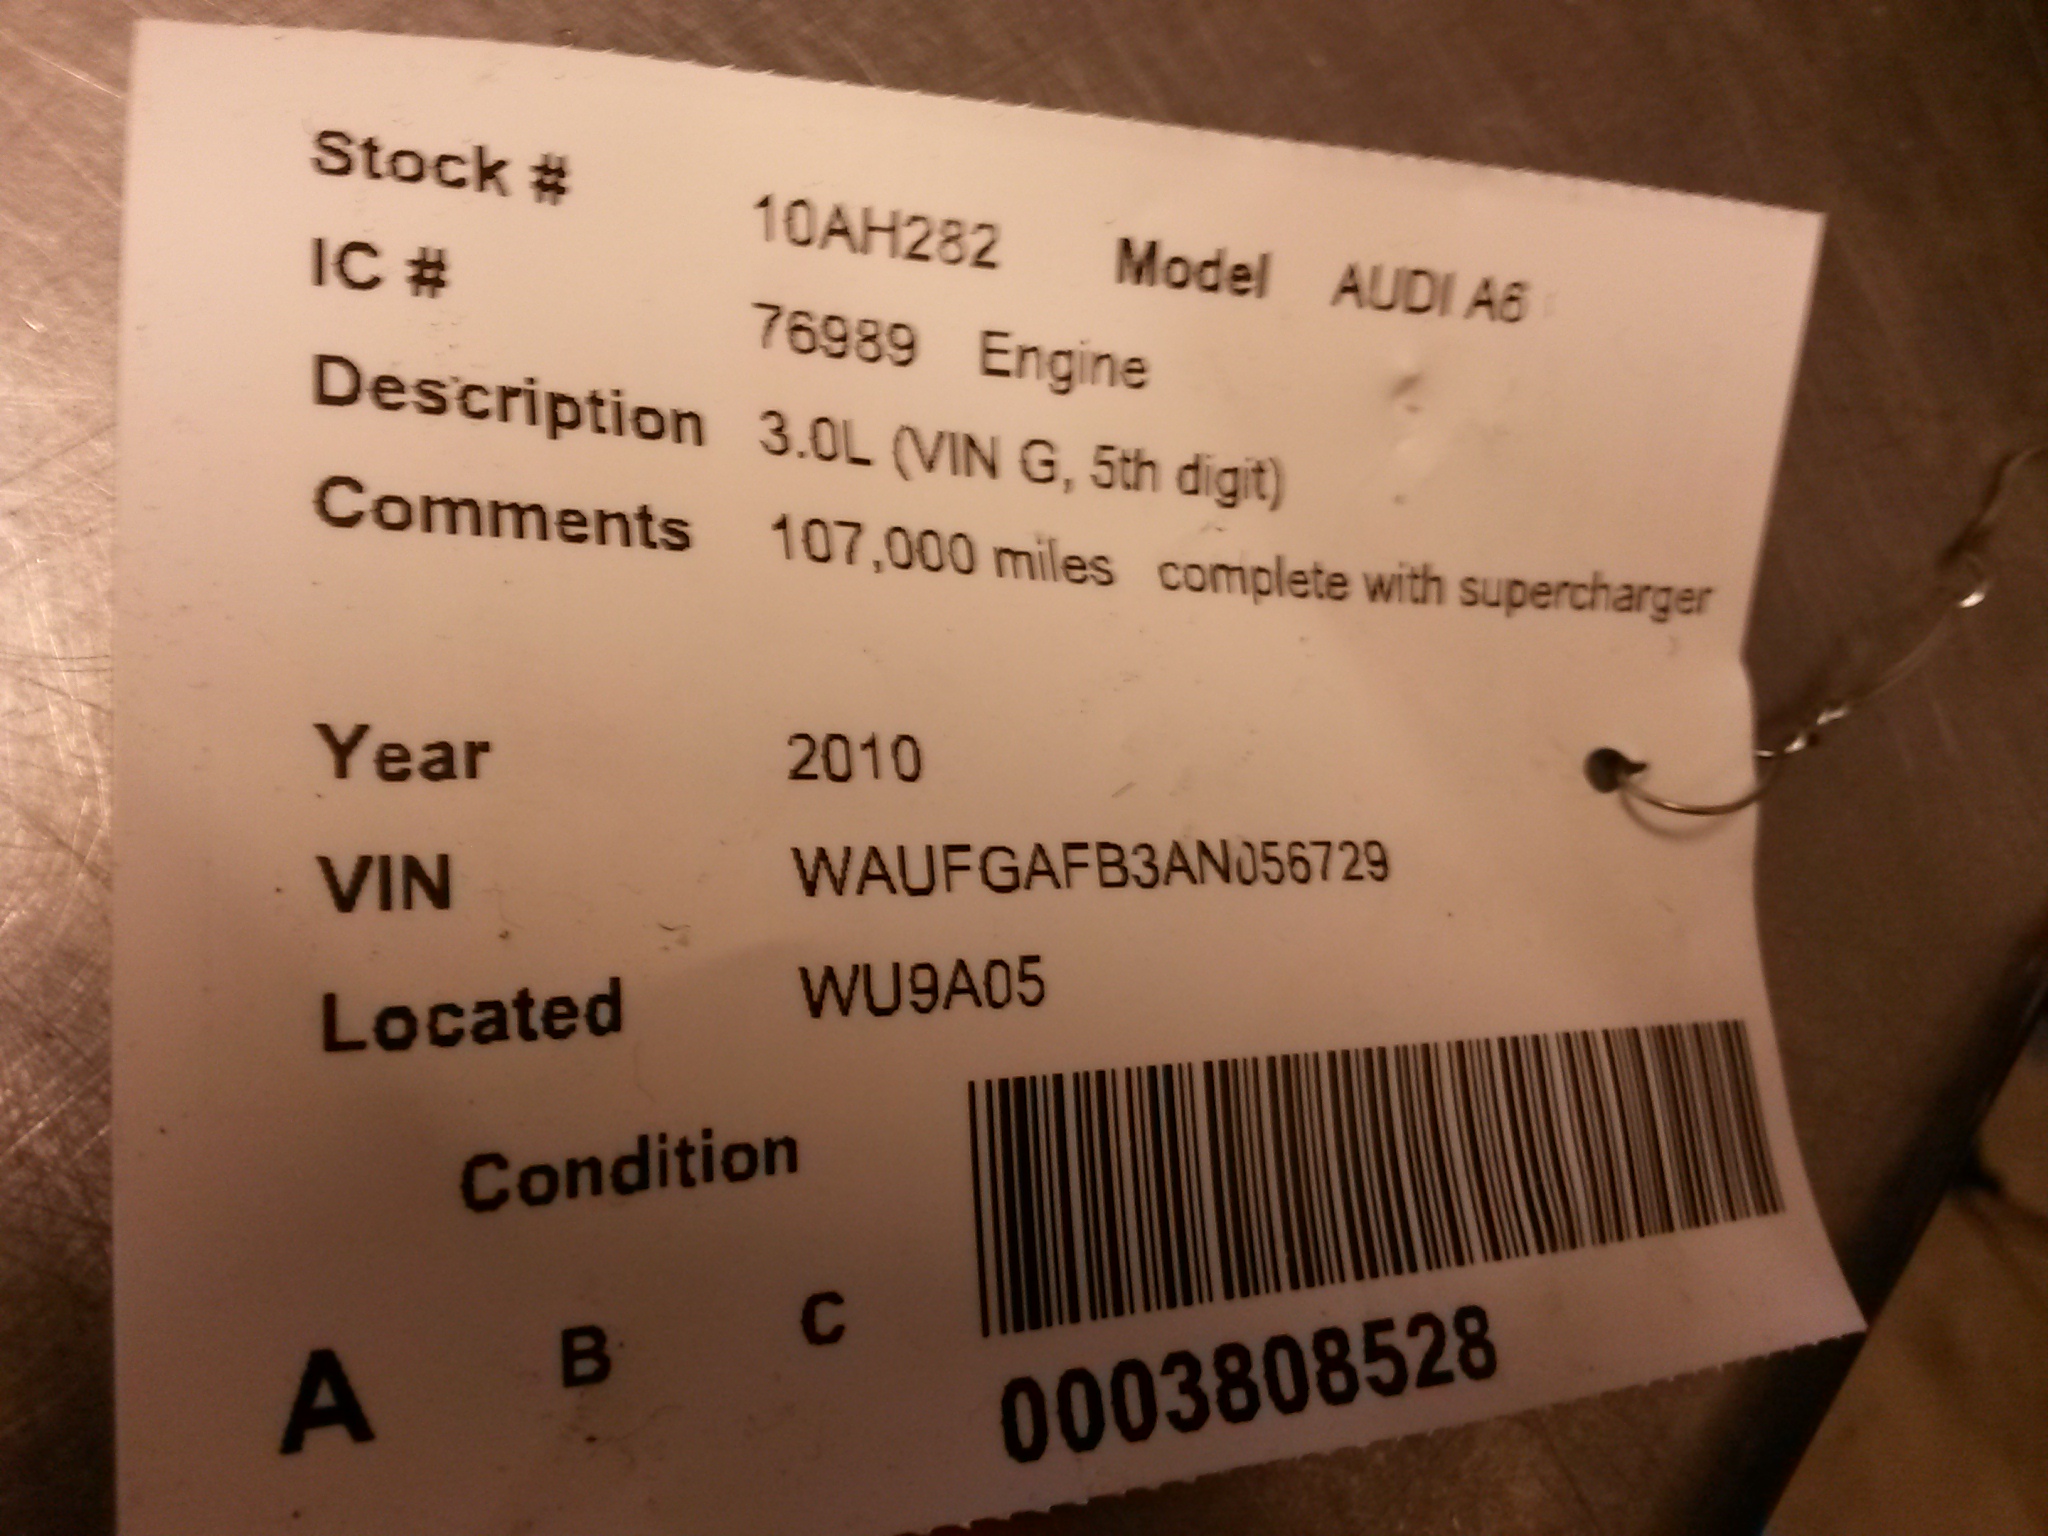 Stock # 10AH282 Model AUDI A6
IC # 76989 Engine
Description 3.0L (VIN G, 5th digit)
Comments 107,000 miles complete with supercharger
Year 2010
VIN WAUFGAFB3AN056729
Located WU9A05
Condition
A B C
0003808528